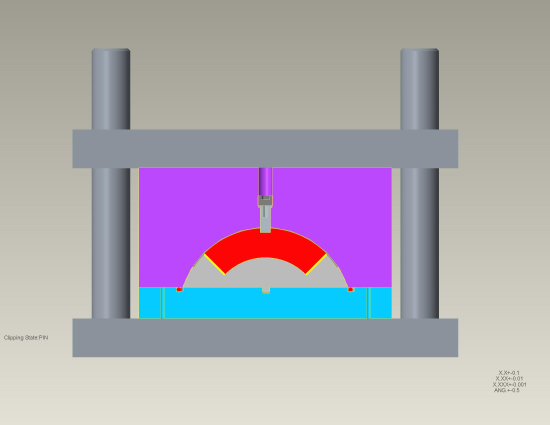 Clipping State:PIN
X.X+-0.1
X.XX+-0.01
X.XXX+-0.001
ANG.+-0.5